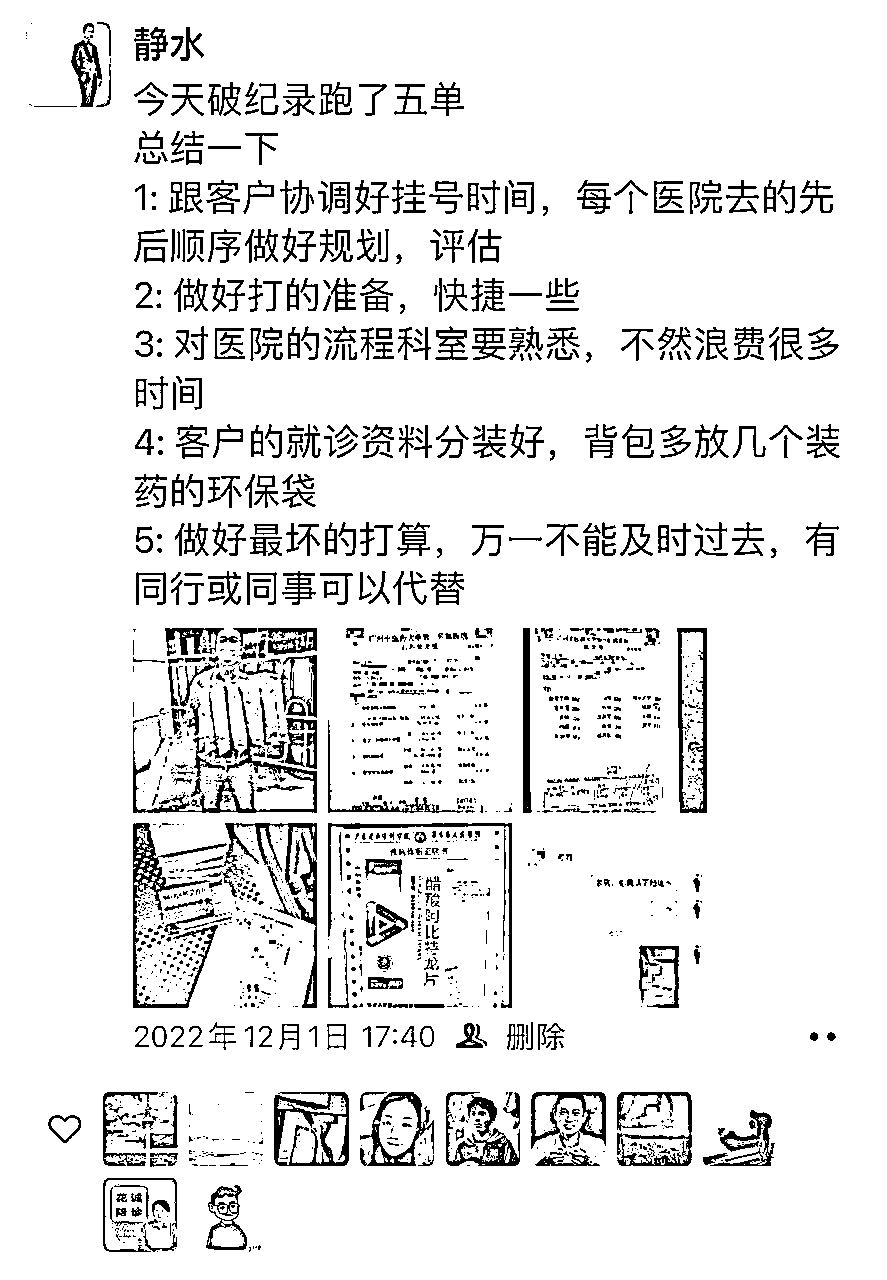 静水
今天破纪录跑了五单
总结一下
1: 跟客户协调好挂号时间，每个医院去的先
后顺序做好规划，评估
2: 做好打的准备，快捷一些
3: 对医院的流程科室要熟悉，不然浪费很多
时间
4: 客户的就诊资料分装好，背包多放几个装
药的环保袋
5: 做好最坏的打算，万一不能及时过去，有
同行或同事可以代替
醋酸阿比特龙片
2022年12月1日 17:40 删除